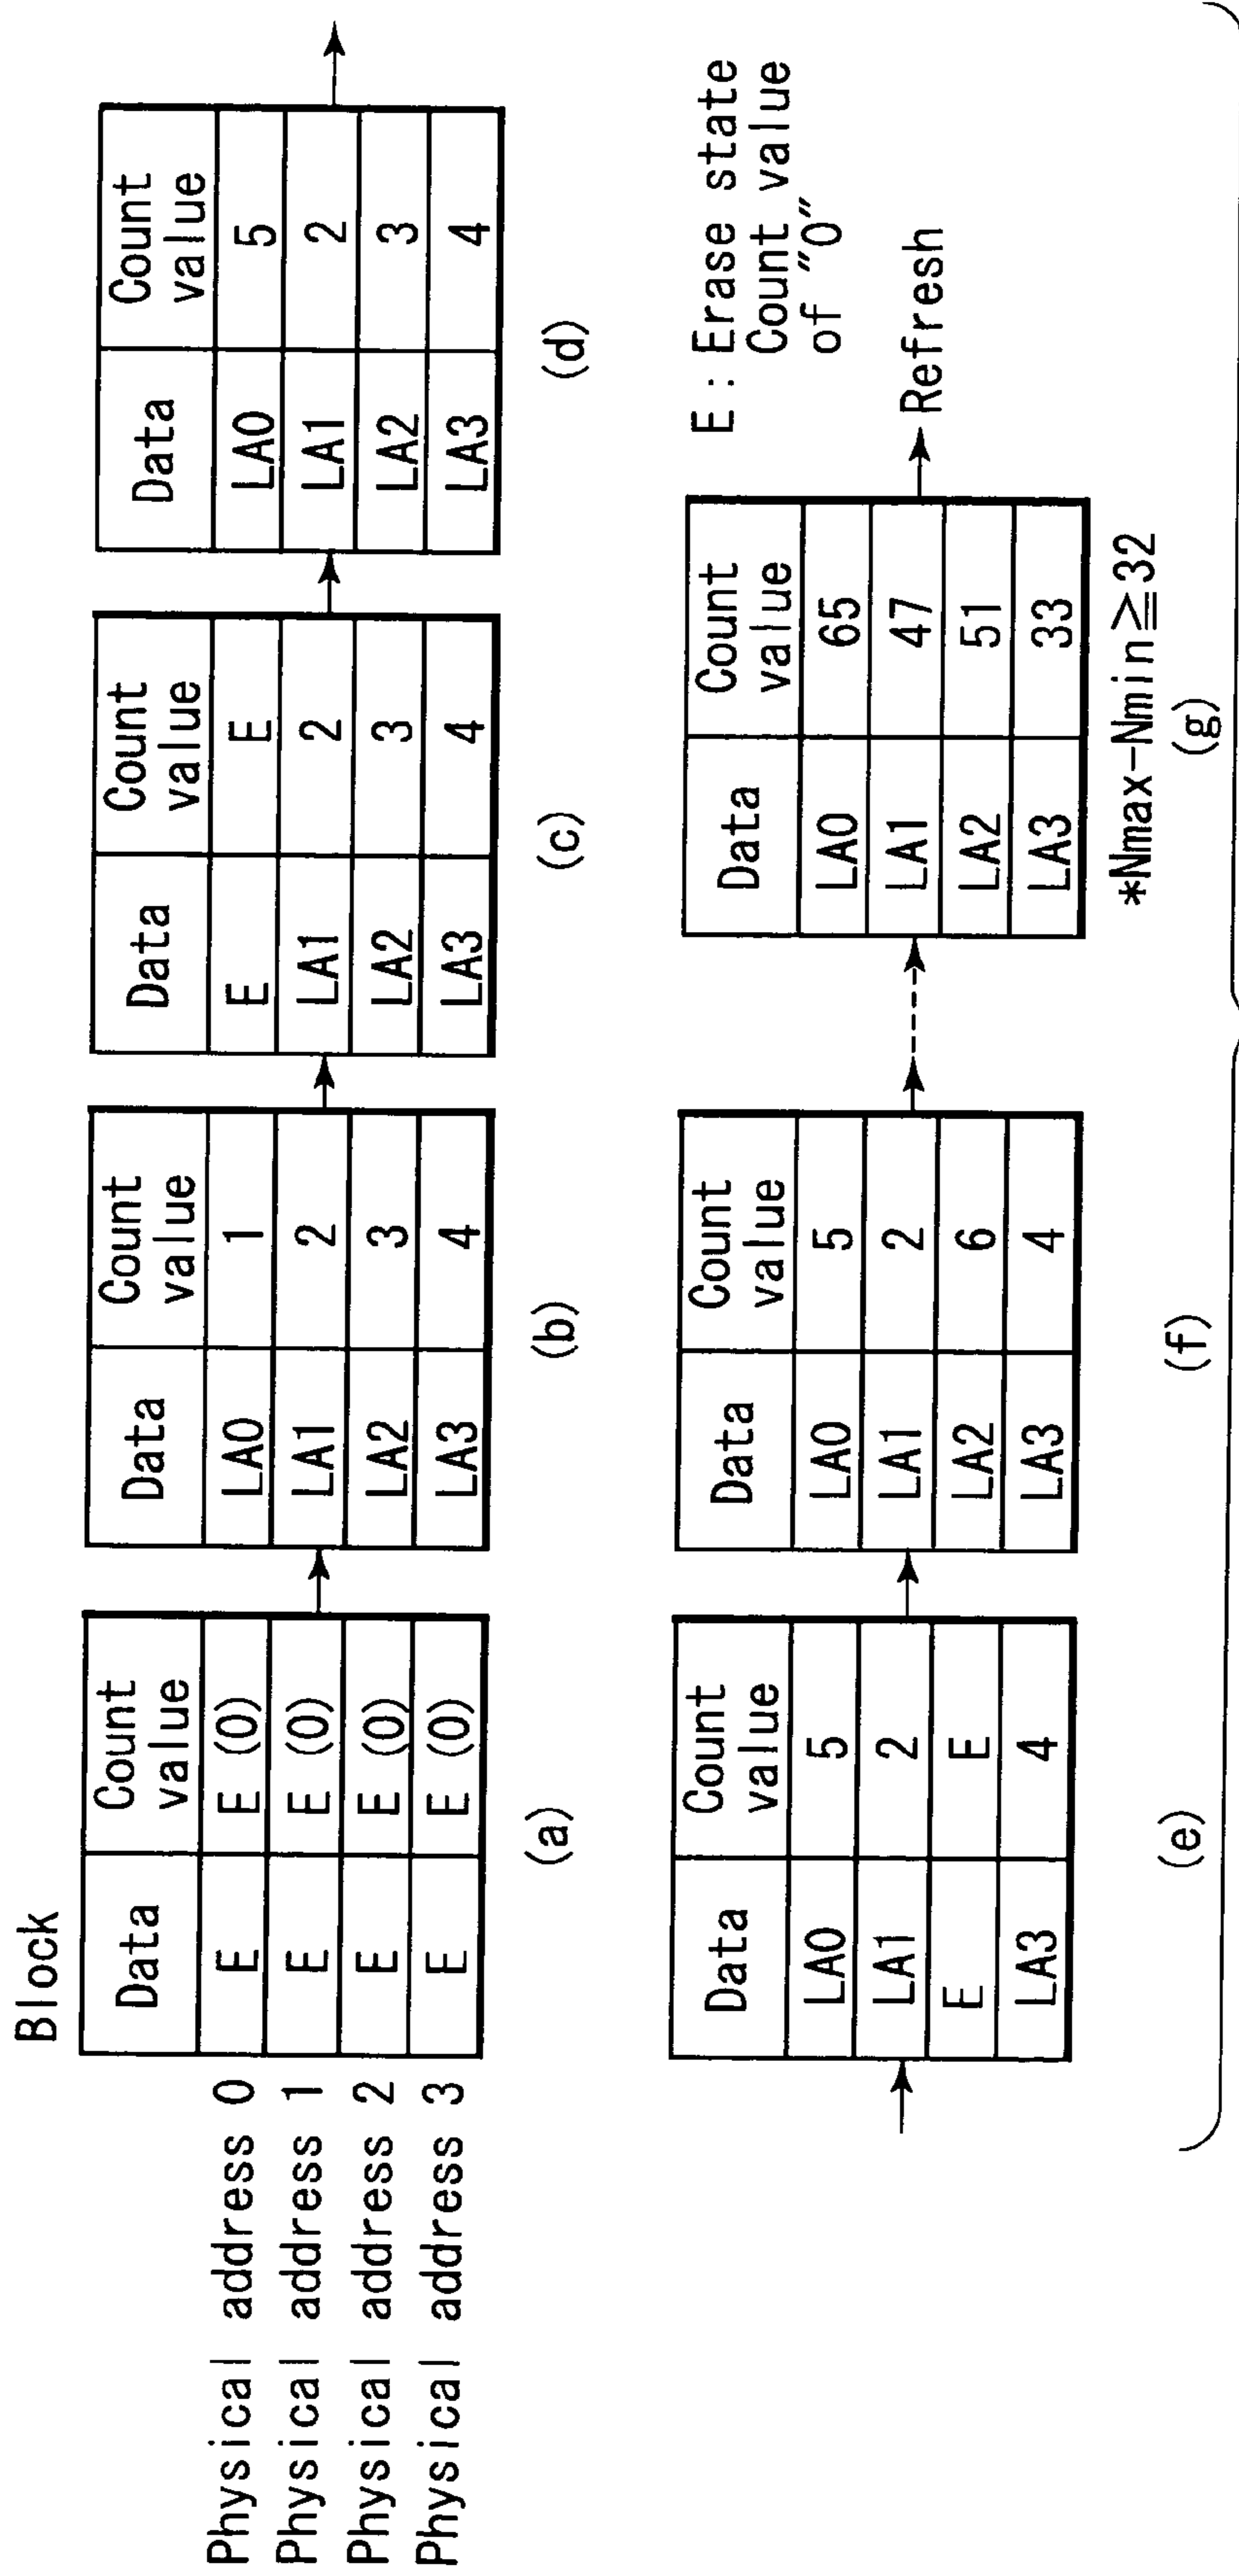 Block
Data Count value
Physical address 0 E E (0)
Physical address 1 E E (0)
Physical address 2 E E (0)
Physical address 3 E E (0)
(a)
Data Count value
LA0 1
LA1 2
LA2 3
LA3 4
(b)
Data Count value
E E
LA1 2
LA2 3
LA3 4
(c)
Data Count value
LA0 5
LA1 2
LA2 3
LA3 4
(d)
Data Count value
LA0 5
LA1 2
E E
LA3 4
(e)
Data Count value
LA0 5
LA1 2
LA2 6
LA3 4
(f)
Data Count value
LA0 65
LA1 47
LA2 51
LA3 33
*Nmax-Nmin≧32
(g)
Refresh
E : Erase state
Count value
of "0"